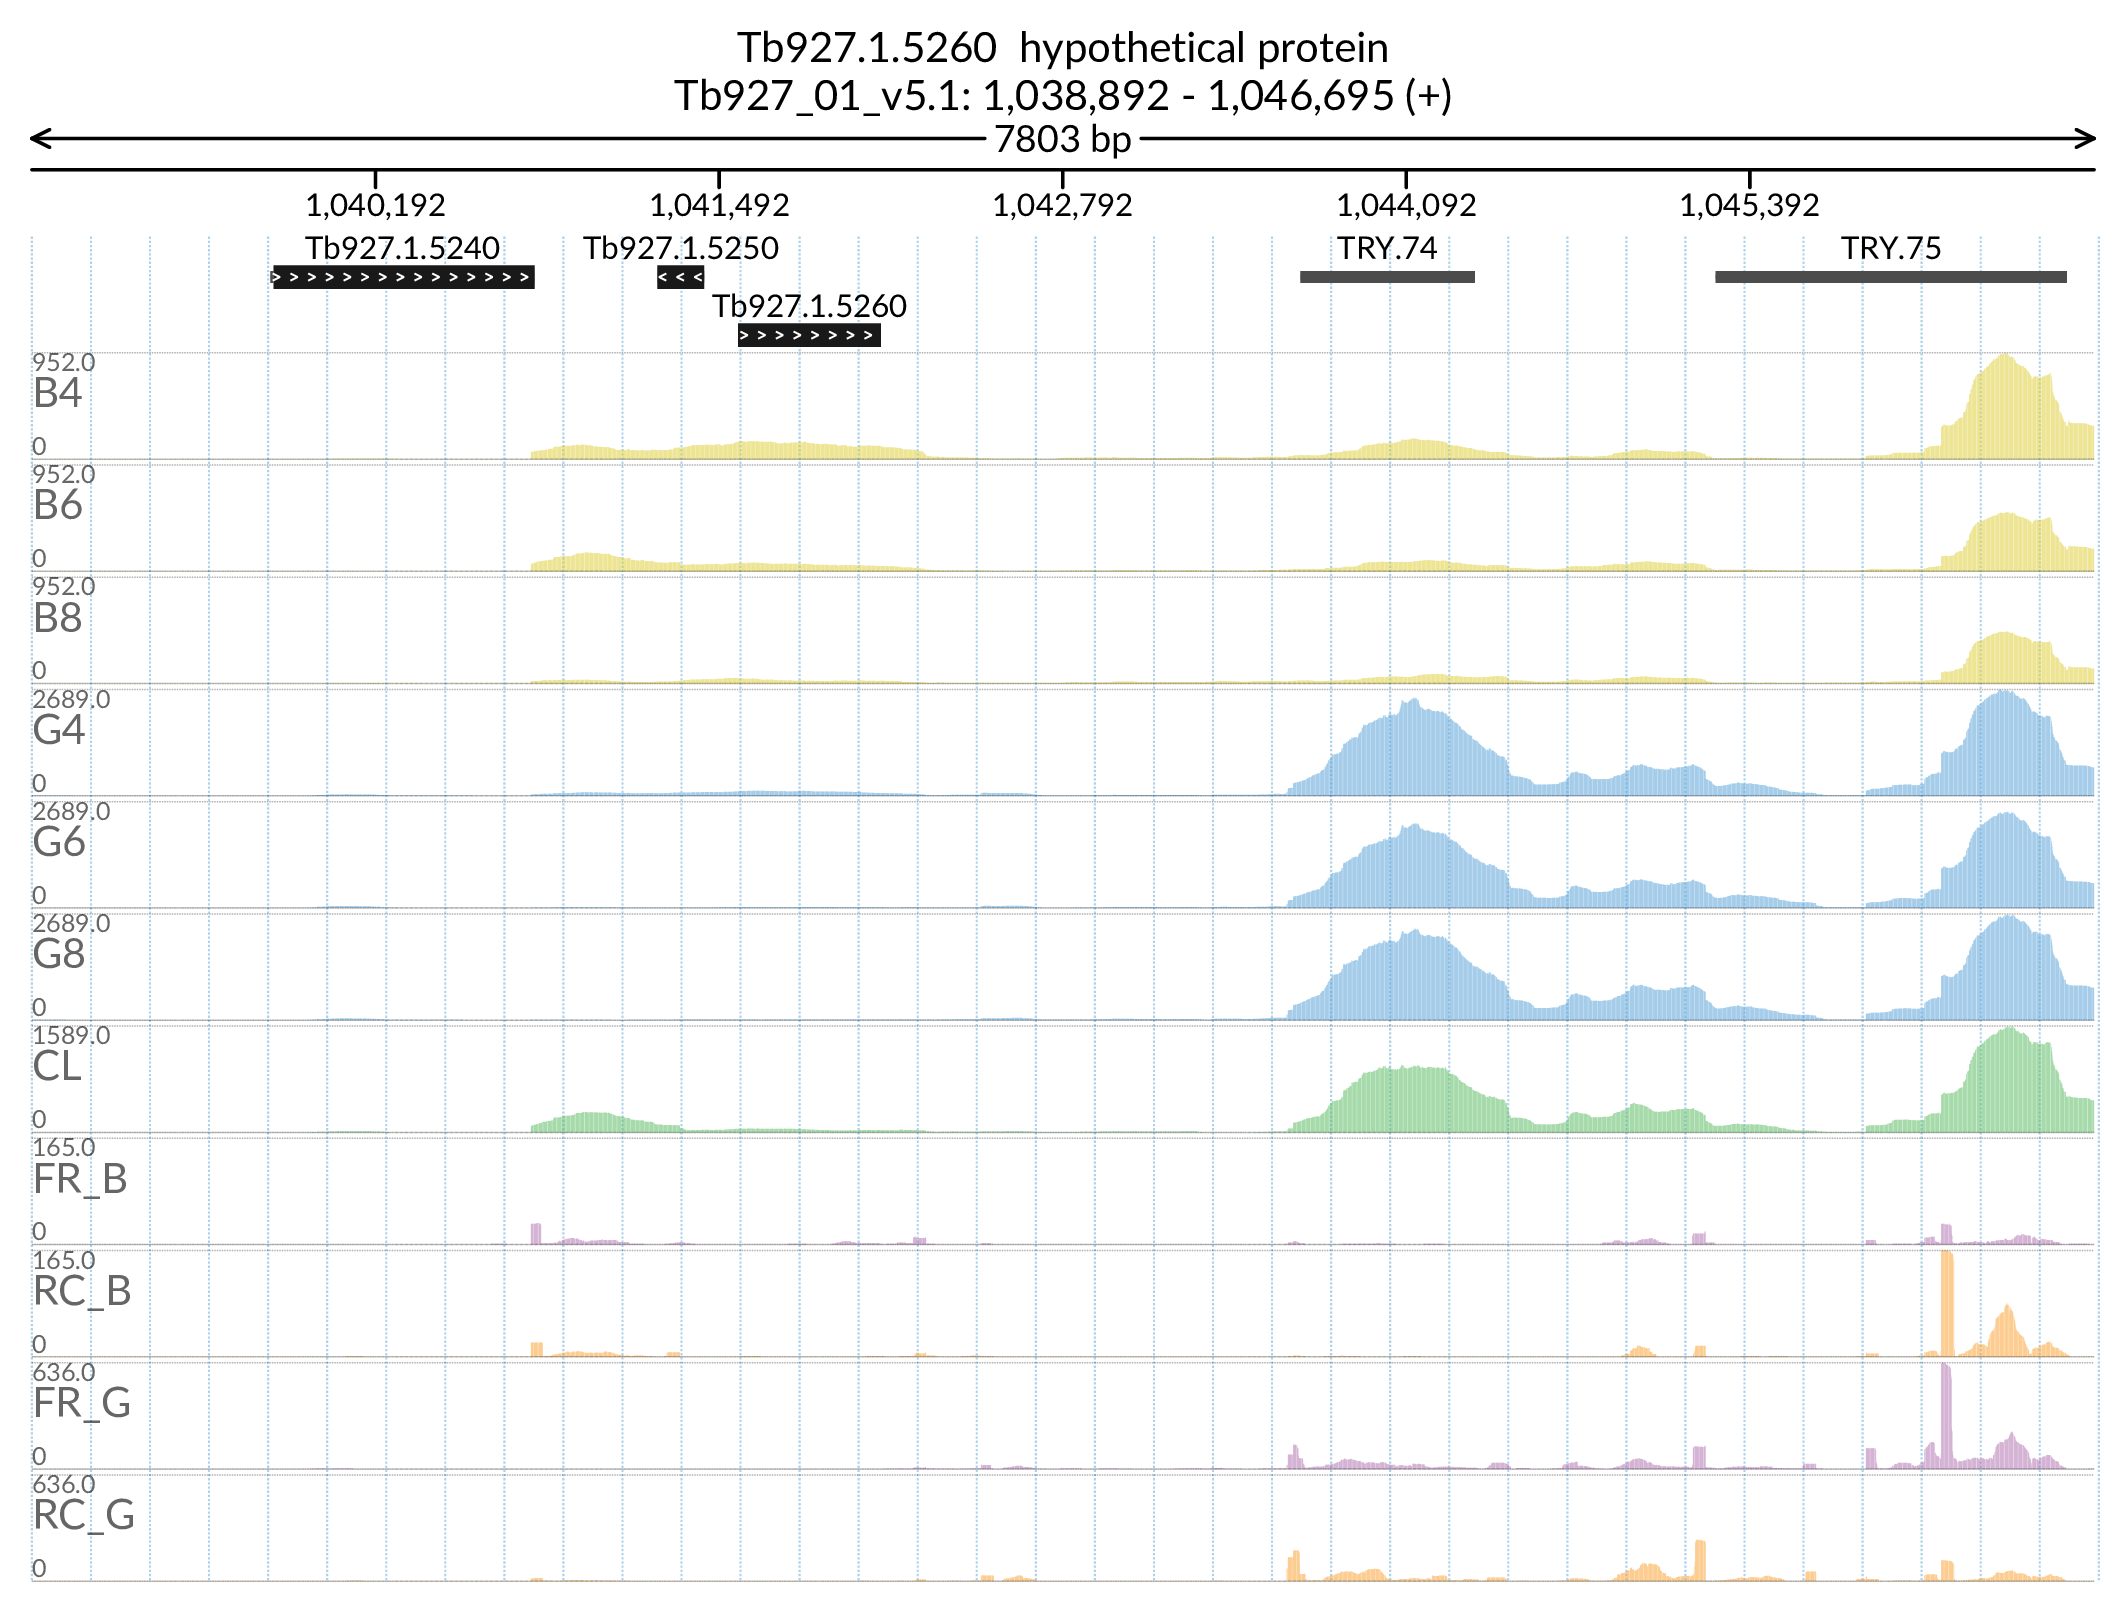 Tb927.1.5260 hypothetical protein
Tb927_01_v5.1: 1,038,892 - 1,046,695 (+)
7803 bp
1,040,192 1,041,492 1,042,792 1,044,092 1,045,392
Tb927.1.5240 Tb927.1.5250 TRY.74 TRY.75
Tb927.1.5260
952.0
B4
0
952.0
B6
0
952.0
B8
0
2689.0
G4
0
2689.0
G6
0
2689.0
G8
0
1589.0
CL
0
165.0
FR_B
0
165.0
RC_B
0
636.0
FR_G
0
636.0
RC_G
0